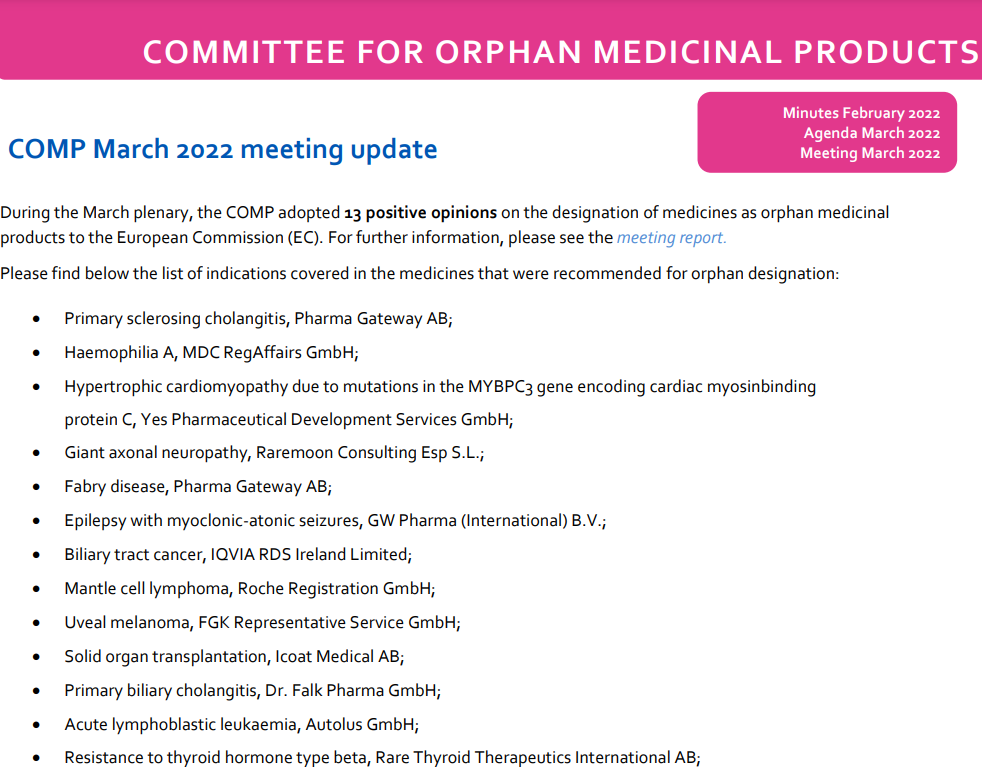 COMMITTEE FOR ORPHAN MEDICINAL PRODUCTS
Minutes February 2022
Agenda March 2022
Meeting March 2022
COMP March 2022 meeting update
During the March plenary, the COMP adopted 13 positive opinions on the designation of medicines as orphan medicinal
products to the European Commission (EC). For further information, please see the meeting report.
Please find below the list of indications covered in the medicines that were recommended for orphan designation:
• Primary sclerosing cholangitis, Pharma Gateway AB;
• Haemophilia A, MDC RegAffairs GmbH;
• Hypertrophic cardiomyopathy due to mutations in the MYBPC3 gene encoding cardiac myosinbinding
protein C, Yes Pharmaceutical Development Services GmbH;
• Giant axonal neuropathy, Raremoon Consulting Esp S.L.;
• Fabry disease, Pharma Gateway AB;
• Epilepsy with myoclonic-atonic seizures, GW Pharma (International) B.V.;
• Biliary tract cancer, IQVIA RDS Ireland Limited;
• Mantle cell lymphoma, Roche Registration GmbH;
• Uveal melanoma, FGK Representative Service GmbH;
• Solid organ transplantation, Icoat Medical AB;
• Primary biliary cholangitis, Dr. Falk Pharma GmbH;
• Acute lymphoblastic leukaemia, Autolus GmbH;
• Resistance to thyroid hormone type beta, Rare Thyroid Therapeutics International AB;